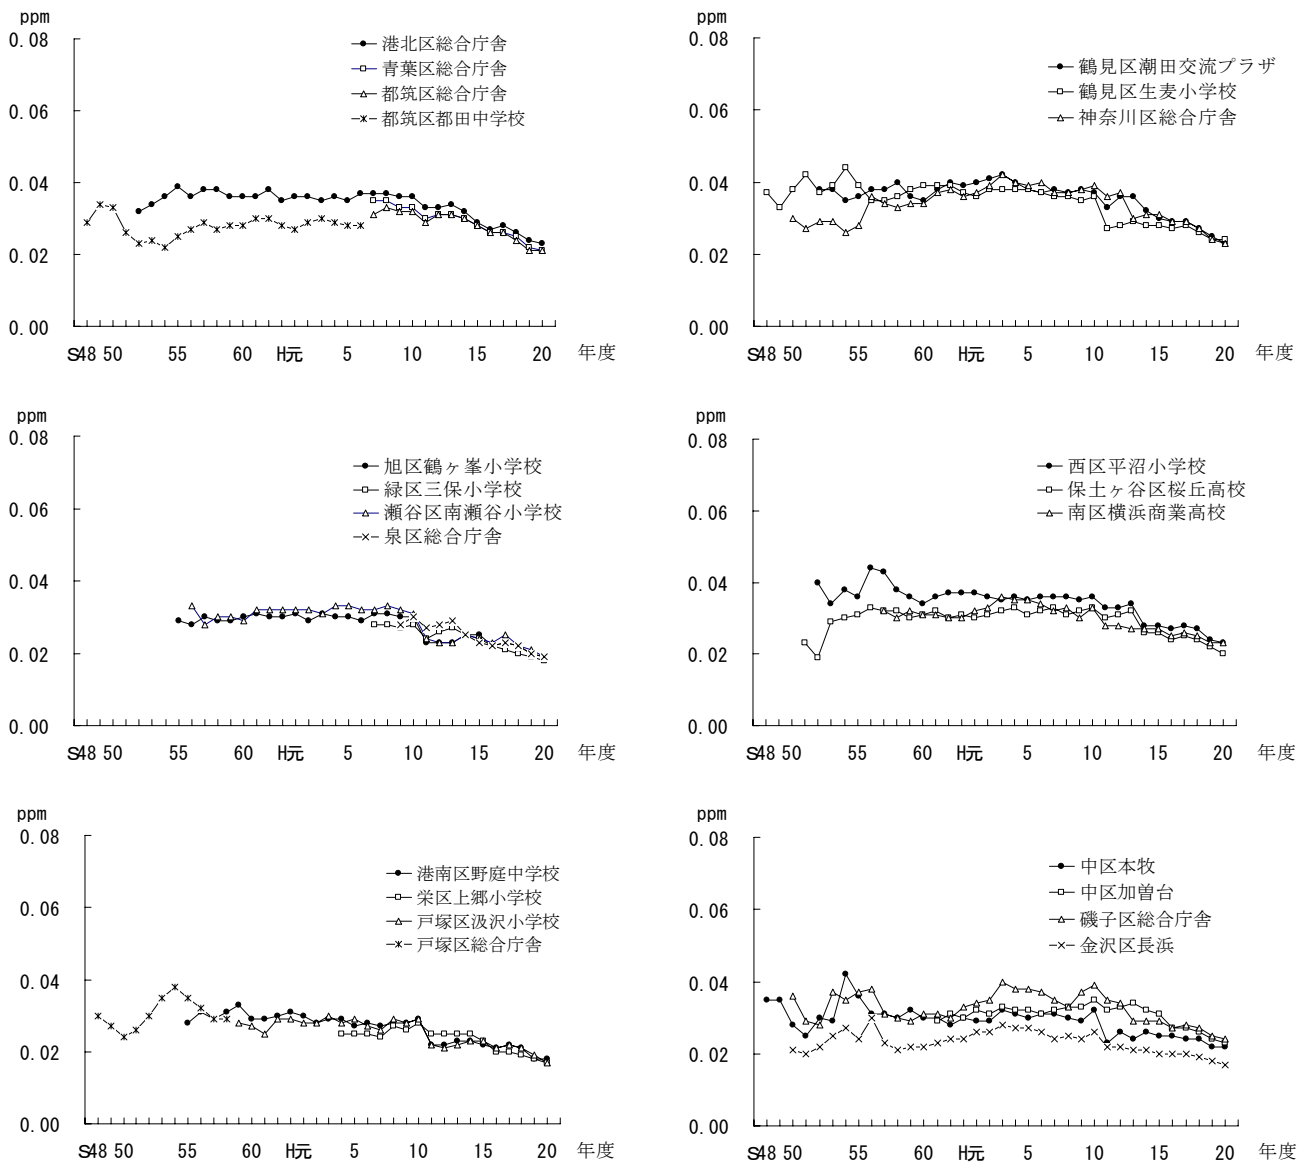 ppm
0.08
0.06
0.04
0.02
0.00
港北区総合庁舎
青葉区総合庁舎
都筑区総合庁舎
都筑区都田中学校
S48 50 55 60 H元 5 10 15 20 年度
ppm
0.08
0.06
0.04
0.02
0.00
鶴見区潮田交流プラザ
鶴見区生麦小学校
神奈川区総合庁舎
S48 50 55 60 H元 5 10 15 20 年度
ppm
0.08
0.06
0.04
0.02
0.00
旭区鶴ヶ峯小学校
緑区三保小学校
瀬谷区南瀬谷小学校
泉区総合庁舎
S48 50 55 60 H元 5 10 15 20 年度
ppm
0.08
0.06
0.04
0.02
0.00
西区平沼小学校
保土ヶ谷区桜丘高校
南区横浜商業高校
S48 50 55 60 H元 5 10 15 20 年度
ppm
0.08
0.06
0.04
0.02
0.00
港南区野庭中学校
栄区上郷小学校
戸塚区汲沢小学校
戸塚区総合庁舎
S48 50 55 60 H元 5 10 15 20 年度
ppm
0.08
0.06
0.04
0.02
0.00
中区本牧
中区加曽台
磯子区総合庁舎
金沢区長浜
S48 50 55 60 H元 5 10 15 20 年度